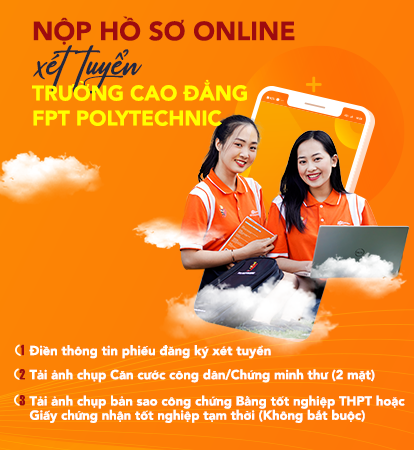 NỘP HỒ SƠ ONLINE
xét tuyển
TRƯỜNG CAO ĐẲNG
FPT POLYTECHNIC
1 Điền thông tin phiếu đăng ký xét tuyển
2 Tải ảnh chụp Căn cước công dân/Chứng minh thư (2 mặt)
3 Tải ảnh chụp bản sao công chứng Bằng tốt nghiệp THPT hoặc
Giấy chứng nhận tốt nghiệp tạm thời (Không bắt buộc)